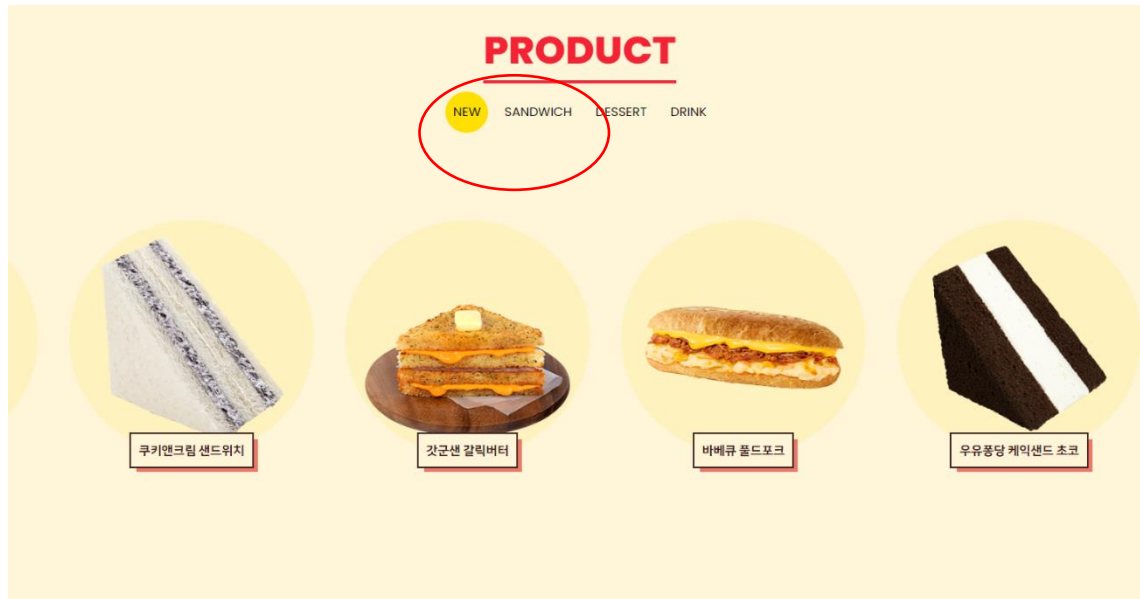 PRODUCT
NEW SANDWICH DESSERT DRINK
쿠키앤크림 샌드위치
갓군샌 갈릭버터
바베큐 풀드포크
우유퐁당 케익샌드 초코